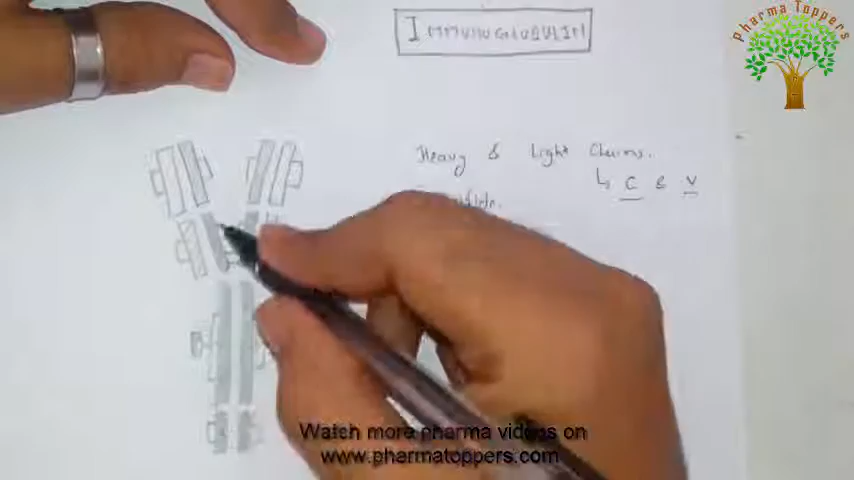 IMMUNOGLOBULIN
Pharma Toppers
Heavy & Light Chains.
↳ C & V
Watch more pharma videos on
www.pharmatoppers.com